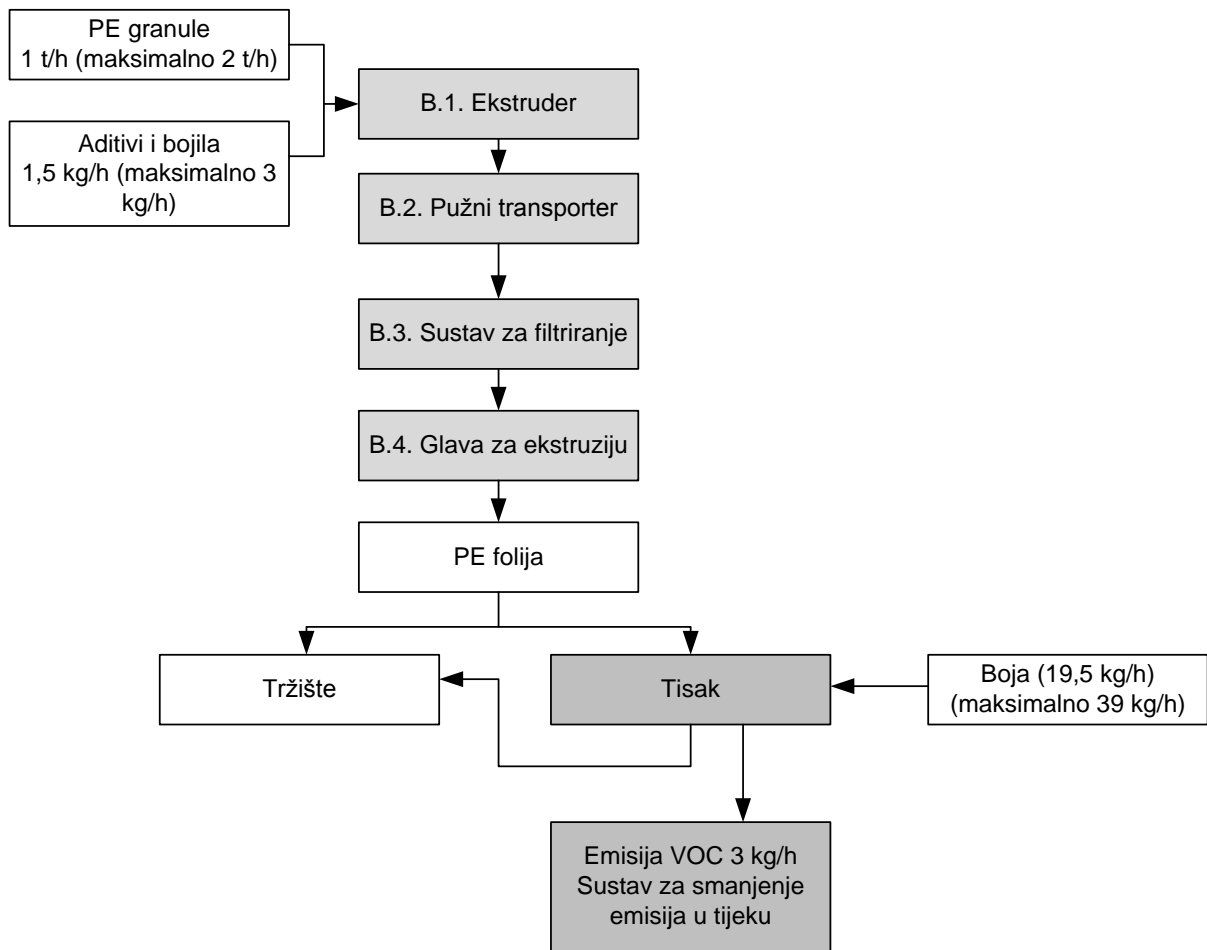 PE granule
1 t/h (maksimalno 2 t/h)
Aditivi i bojila
1,5 kg/h (maksimalno 3
kg/h)
B.1. Ekstruder
B.2. Pužni transporter
B.3. Sustav za filtriranje
B.4. Glava za ekstruziju
PE folija
Tržište
Tisak
Boja (19,5 kg/h)
(maksimalno 39 kg/h)
Emisija VOC 3 kg/h
Sustav za smanjenje
emisija u tijeku